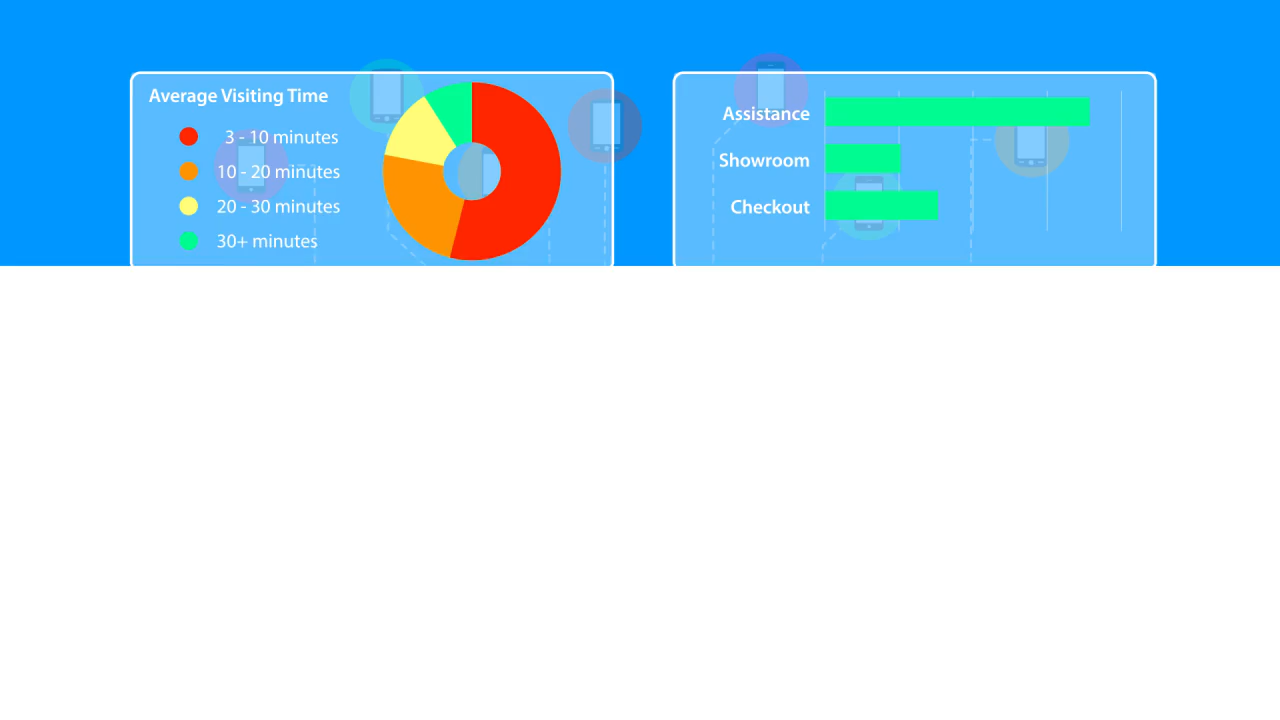 Average Visiting Time
3 - 10 minutes
10 - 20 minutes
20 - 30 minutes
30+ minutes
Assistance
Showroom
Checkout